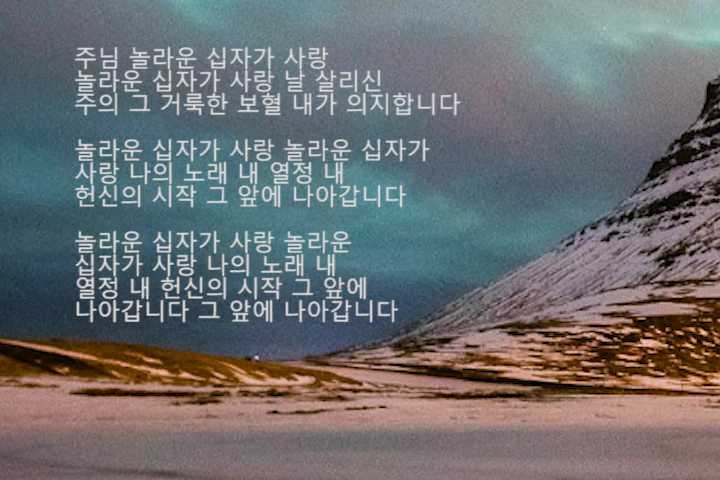 주님 놀라운 십자가 사랑
놀라운 십자가 사랑 날 살리신
주의 그 거룩한 보혈 내가 의지합니다
놀라운 십자가 사랑 놀라운 십자가
사랑 나의 노래 내 열정 내
헌신의 시작 그 앞에 나아갑니다
놀라운 십자가 사랑 놀라운
십자가 사랑 나의 노래 내
열정 내 헌신의 시작 그 앞에
나아갑니다 그 앞에 나아갑니다